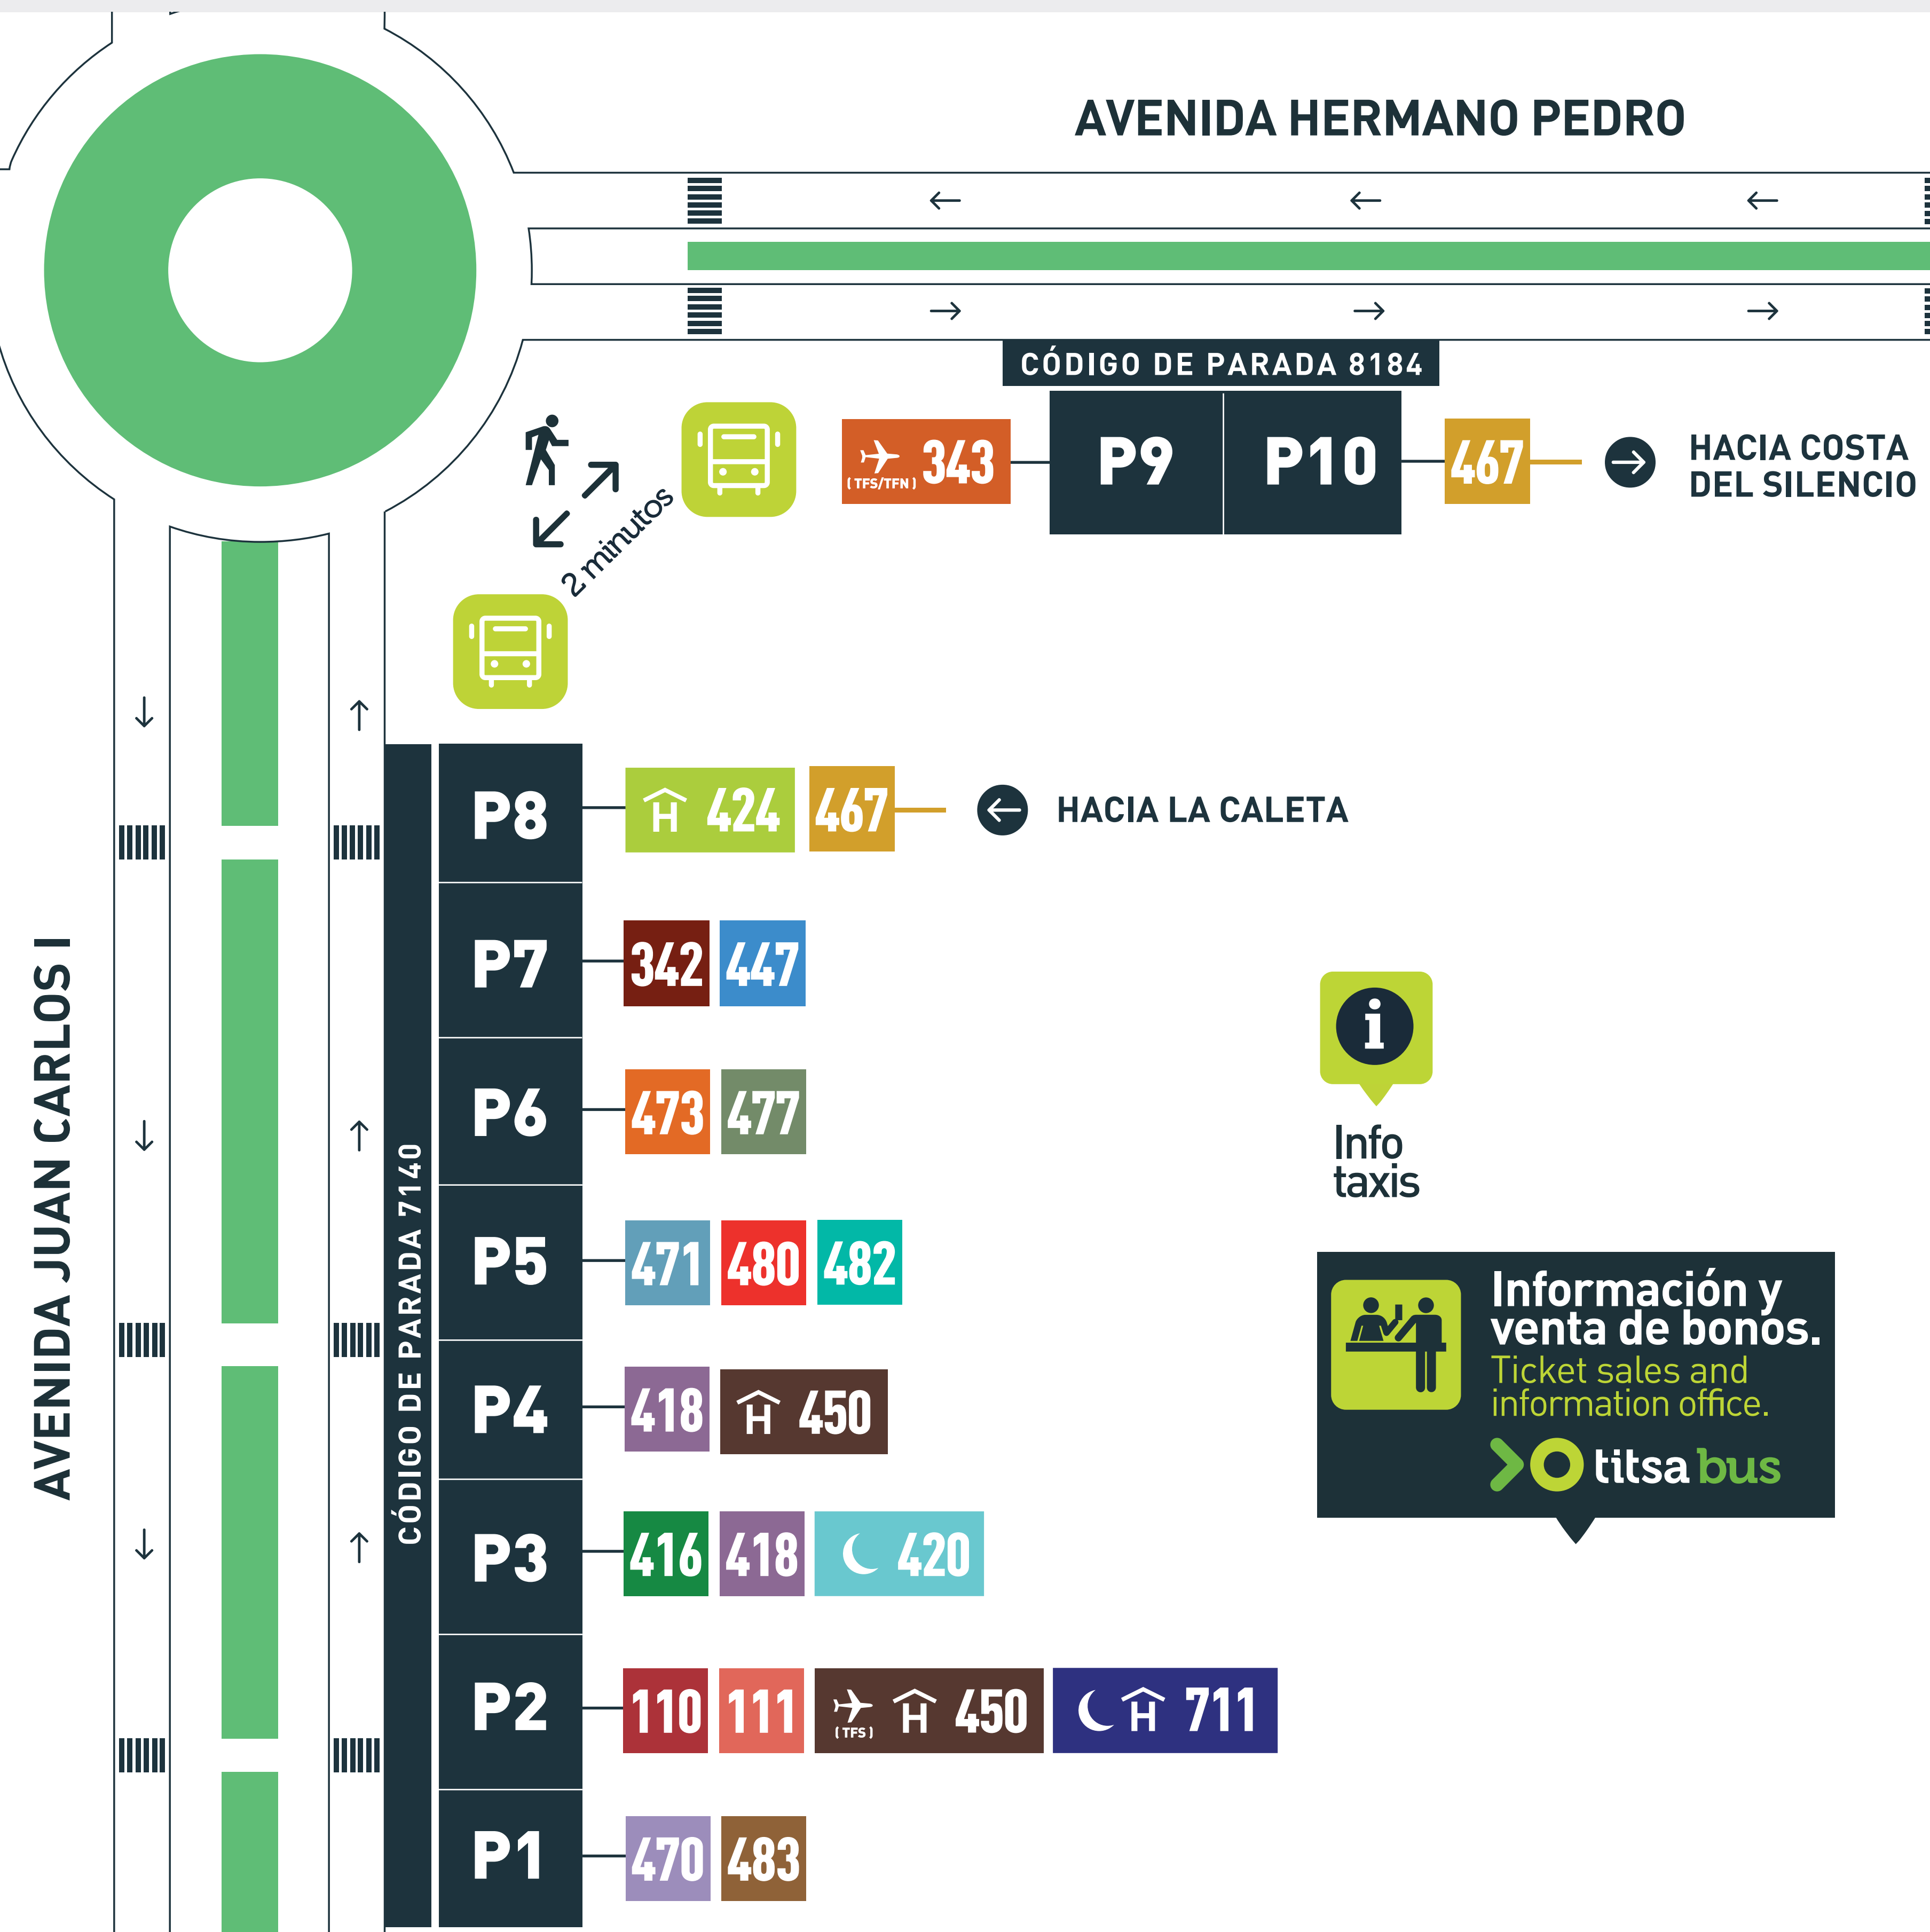 AVENIDA HERMANO PEDRO
CÓDIGO DE PARADA 8184
( TFS/TFN ) 343
P9
P10
467
HACIA COSTA
DEL SILENCIO
2 minutos
P8
H 424
467
HACIA LA CALETA
P7
342
447
P6
473
477
P5
471
480
482
P4
418
H 450
P3
416
418
420
P2
110
111
( TFS ) H 450
H 711
P1
470
483
CÓDIGO DE PARADA 7140
AVENIDA JUAN CARLOS I
i
Info
taxis
Información y
venta de bonos.
Ticket sales and
information office.
titsa bus